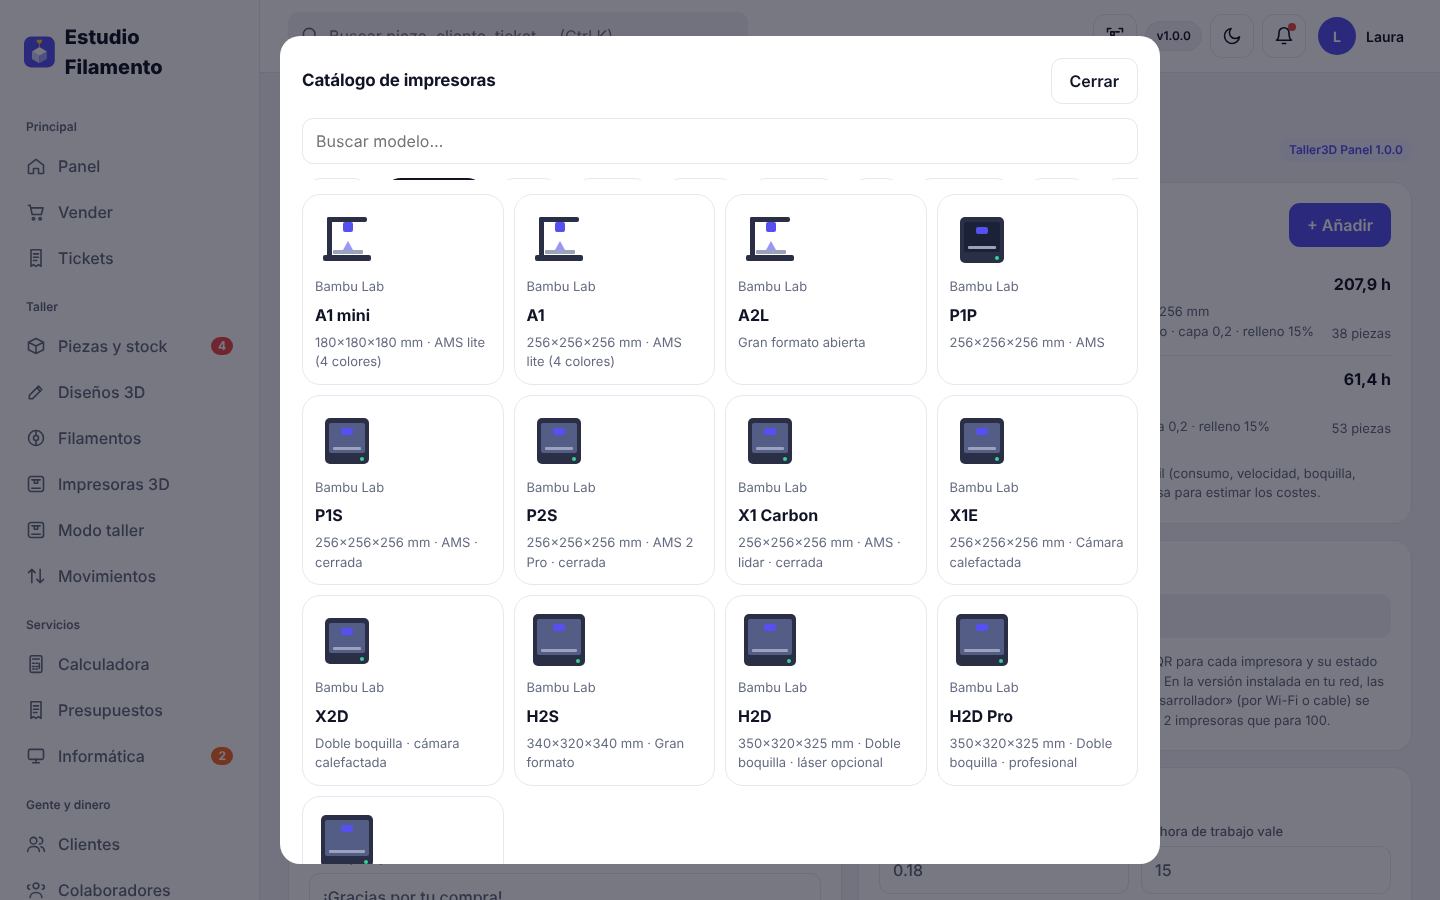 Estudio
Filamento
Principal
Panel
Vender
Tickets
Taller
Piezas y stock
4
Diseños 3D
Filamentos
Impresoras 3D
Modo taller
Movimientos
Servicios
Calculadora
Presupuestos
Informática
2
Gente y dinero
Clientes
Colaboradores
v1.0.0
L
Laura
Catálogo de impresoras
Cerrar
Buscar modelo...
Bambu Lab
A1 mini
180×180×180 mm · AMS lite
(4 colores)
Bambu Lab
A1
256×256×256 mm · AMS
lite (4 colores)
Bambu Lab
A2L
Gran formato abierta
Bambu Lab
P1P
256×256×256 mm · AMS
Bambu Lab
P1S
256×256×256 mm · AMS ·
cerrada
Bambu Lab
P2S
256×256×256 mm · AMS 2
Pro · cerrada
Bambu Lab
X1 Carbon
256×256×256 mm · AMS ·
lidar · cerrada
Bambu Lab
X1E
256×256×256 mm · Cámara
calefactada
Bambu Lab
X2D
Doble boquilla · cámara
calefactada
Bambu Lab
H2S
340×320×340 mm · Gran
formato
Bambu Lab
H2D
350×320×325 mm · Doble
boquilla · láser opcional
Bambu Lab
H2D Pro
350×320×325 mm · Doble
boquilla · profesional
Taller3D Panel 1.0.0
+ Añadir
207,9 h
256 mm
o · capa 0,2 · relleno 15%
38 piezas
61,4 h
0,2 · relleno 15%
53 piezas
il (consumo, velocidad, boquilla,
sa para estimar los costes.
QR para cada impresora y su estado
En la versión instalada en tu red, las
sarrollador» (por Wi-Fi o cable) se
2 impresoras que para 100.
hora de trabajo vale
0.18
15
¡Gracias por tu compra!